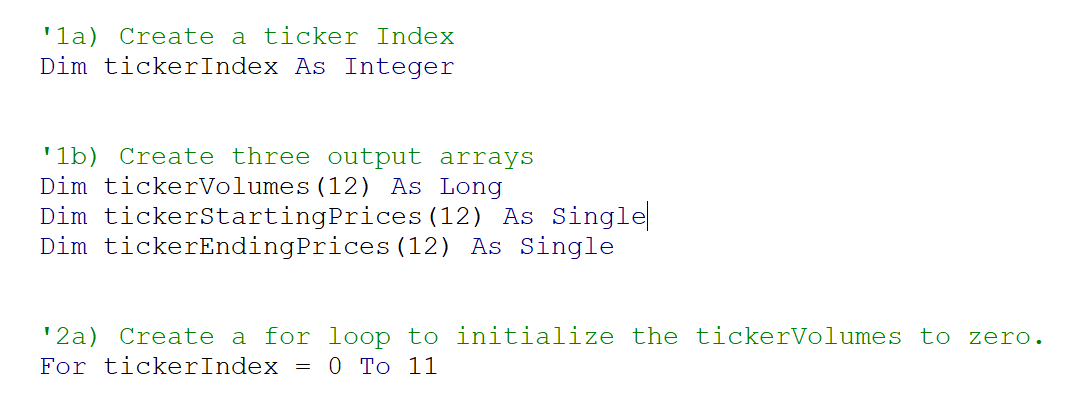 '1a) Create a ticker Index
Dim tickerIndex As Integer
'1b) Create three output arrays
Dim tickerVolumes(12) As Long
Dim tickerStartingPrices(12) As Single
Dim tickerEndingPrices(12) As Single
'2a) Create a for loop to initialize the tickerVolumes to zero.
For tickerIndex = 0 To 11